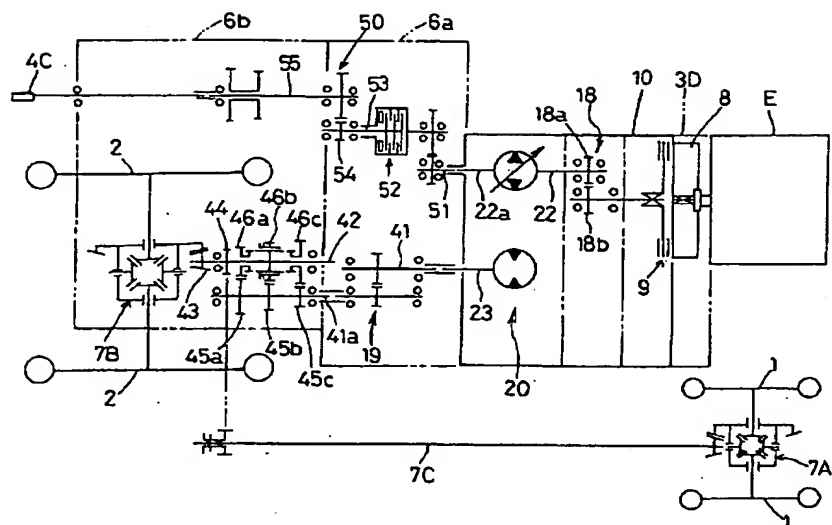 6b 50 6a
4C 55 18a 18 10 3D 8 E
53
54 52 51 22a 22 18b 9
2 46b
44 46a 46c 42 41
43 23
7B 45a 45b 41a 19 20
2 45c
1
7C 7A
1